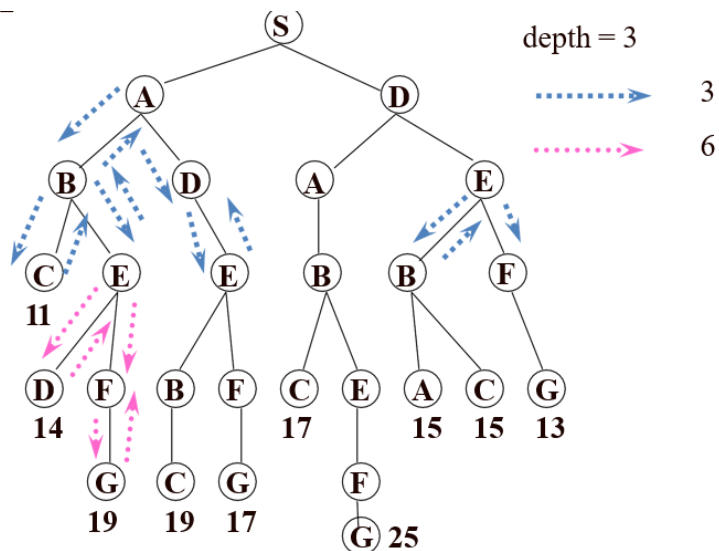 S
depth = 3
A D
3
6
B D A E
C E E B B F
11
D F B F C E A C G
14 17 15 15 13
G C G F
19 19 17
G 25